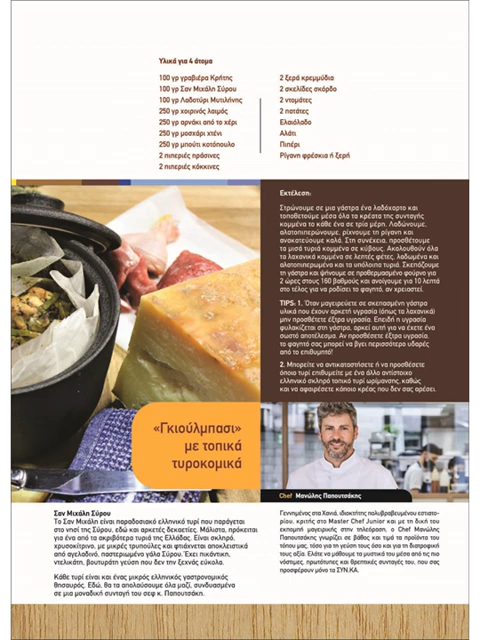 Υλικά για 4 άτομα
100 γρ γραβιέρα Κρήτης
100 γρ Σαν Μιχάλη Σύρου
100 γρ Λαδοτύρι Μυτιλήνης
250 γρ χοιρινός λαιμός
250 γρ αρνάκι από το χέρι
250 γρ μοσχάρι χτένι
250 γρ μπούτι κοτόπουλο
2 πιπεριές πράσινες
2 πιπεριές κόκκινες
2 ξερά κρεμμύδια
2 σκελίδες σκόρδο
2 ντομάτες
2 πατάτες
Ελαιόλαδο
Αλάτι
Πιπέρι
Ρίγανη φρέσκια ή ξερή
Εκτέλεση:
Στρώνουμε σε μια γάστρα ένα λαδόχαρτο και
τοποθετούμε μέσα όλα τα κρέατα της συνταγής
κομμένα το κάθε ένα σε τρία μέρη. Λαδώνουμε,
αλατοπιπερώνουμε, ρίχνουμε τη ρίγανη και
ανακατεύουμε καλά. Στη συνέχεια, προσθέτουμε
τα μισά τυριά κομμένα σε κύβους. Ακολουθούν όλα
τα λαχανικά κομμένα σε λεπτές φέτες, λαδωμένα και
αλατοπιπερωμένα και τα υπόλοιπα τυριά. Σκεπάζουμε
τη γάστρα και ψήνουμε σε προθερμασμένο φούρνο για
2 ώρες στους 160 βαθμούς και ανοίγουμε για 10 λεπτά
στο τέλος για να ροδίσει το φαγητό, αν χρειαστεί.
TIPS: 1. Όταν μαγειρεύετε σε σκεπασμένη γάστρα
υλικά που έχουν αρκετή υγρασία (όπως τα λαχανικά)
μην προσθέτετε έξτρα υγρασία. Επειδή η υγρασία
φυλακίζεται στη γάστρα, αρκεί αυτή για να έχετε ένα
σωστό αποτέλεσμα. Αν προσθέσετε έξτρα υγρασία,
το φαγητό σας μπορεί να βγει περισσότερο υδαρές
από το επιθυμητό!
2. Μπορείτε να αντικαταστήσετε ή να προσθέσετε
όποιο τυρί επιθυμείτε με ένα άλλο αντίστοιχο
ελληνικό σκληρό τοπικό τυρί ωρίμανσης, καθώς
και να αφαιρέσετε κάποιο κρέας που δεν σας αρέσει.
«Γκιούλμπασι»
με τοπικά
τυροκομικά
Chef Μανώλης Παπουτσάκης
Σαν Μιχάλη Σύρου
Το Σαν Μιχάλη είναι παραδοσιακό ελληνικό τυρί που παράγεται
στο νησί της Σύρου, εδώ και αρκετές δεκαετίες. Μάλιστα, πρόκειται
για ένα από τα ακριβότερα τυριά της Ελλάδας. Είναι σκληρό,
χρυσοκίτρινο, με μικρές τρυπούλες και φτιάχνεται αποκλειστικά
από αγελαδινό, παστεριωμένο γάλα Σύρου. Έχει πικάντικη,
ντελικάτη, βουτυράτη γεύση που δεν την ξεχνάς εύκολα.
Κάθε τυρί είναι και ένας μικρός ελληνικός γαστρονομικός
θησαυρός. Εδώ, θα τα απολαύσουμε όλα μαζί, συνδυασμένα
σε μια μοναδική συνταγή του σεφ κ. Παπουτσάκη.
Γεννημένος στα Χανιά, ιδιοκτήτης πολυβραβευμένου εστιατο-
ρίου, κριτής στο Master Chef Junior και με τη δική του
εκπομπή μαγειρικής στην τηλεόραση, ο Chef Μανώλης
Παπουτσάκης γνωρίζει σε βάθος και τιμά τα προϊόντα του
τόπου μας, τόσο για τη γεύση τους όσο και για τη διατροφική
τους αξία. Ελάτε να μάθουμε τα μυστικά του μέσα από τις πιο
νόστιμες, πρωτότυπες και θρεπτικές συνταγές του, που σας
προσφέρουν μόνο τα ΣΥΝ.ΚΑ.